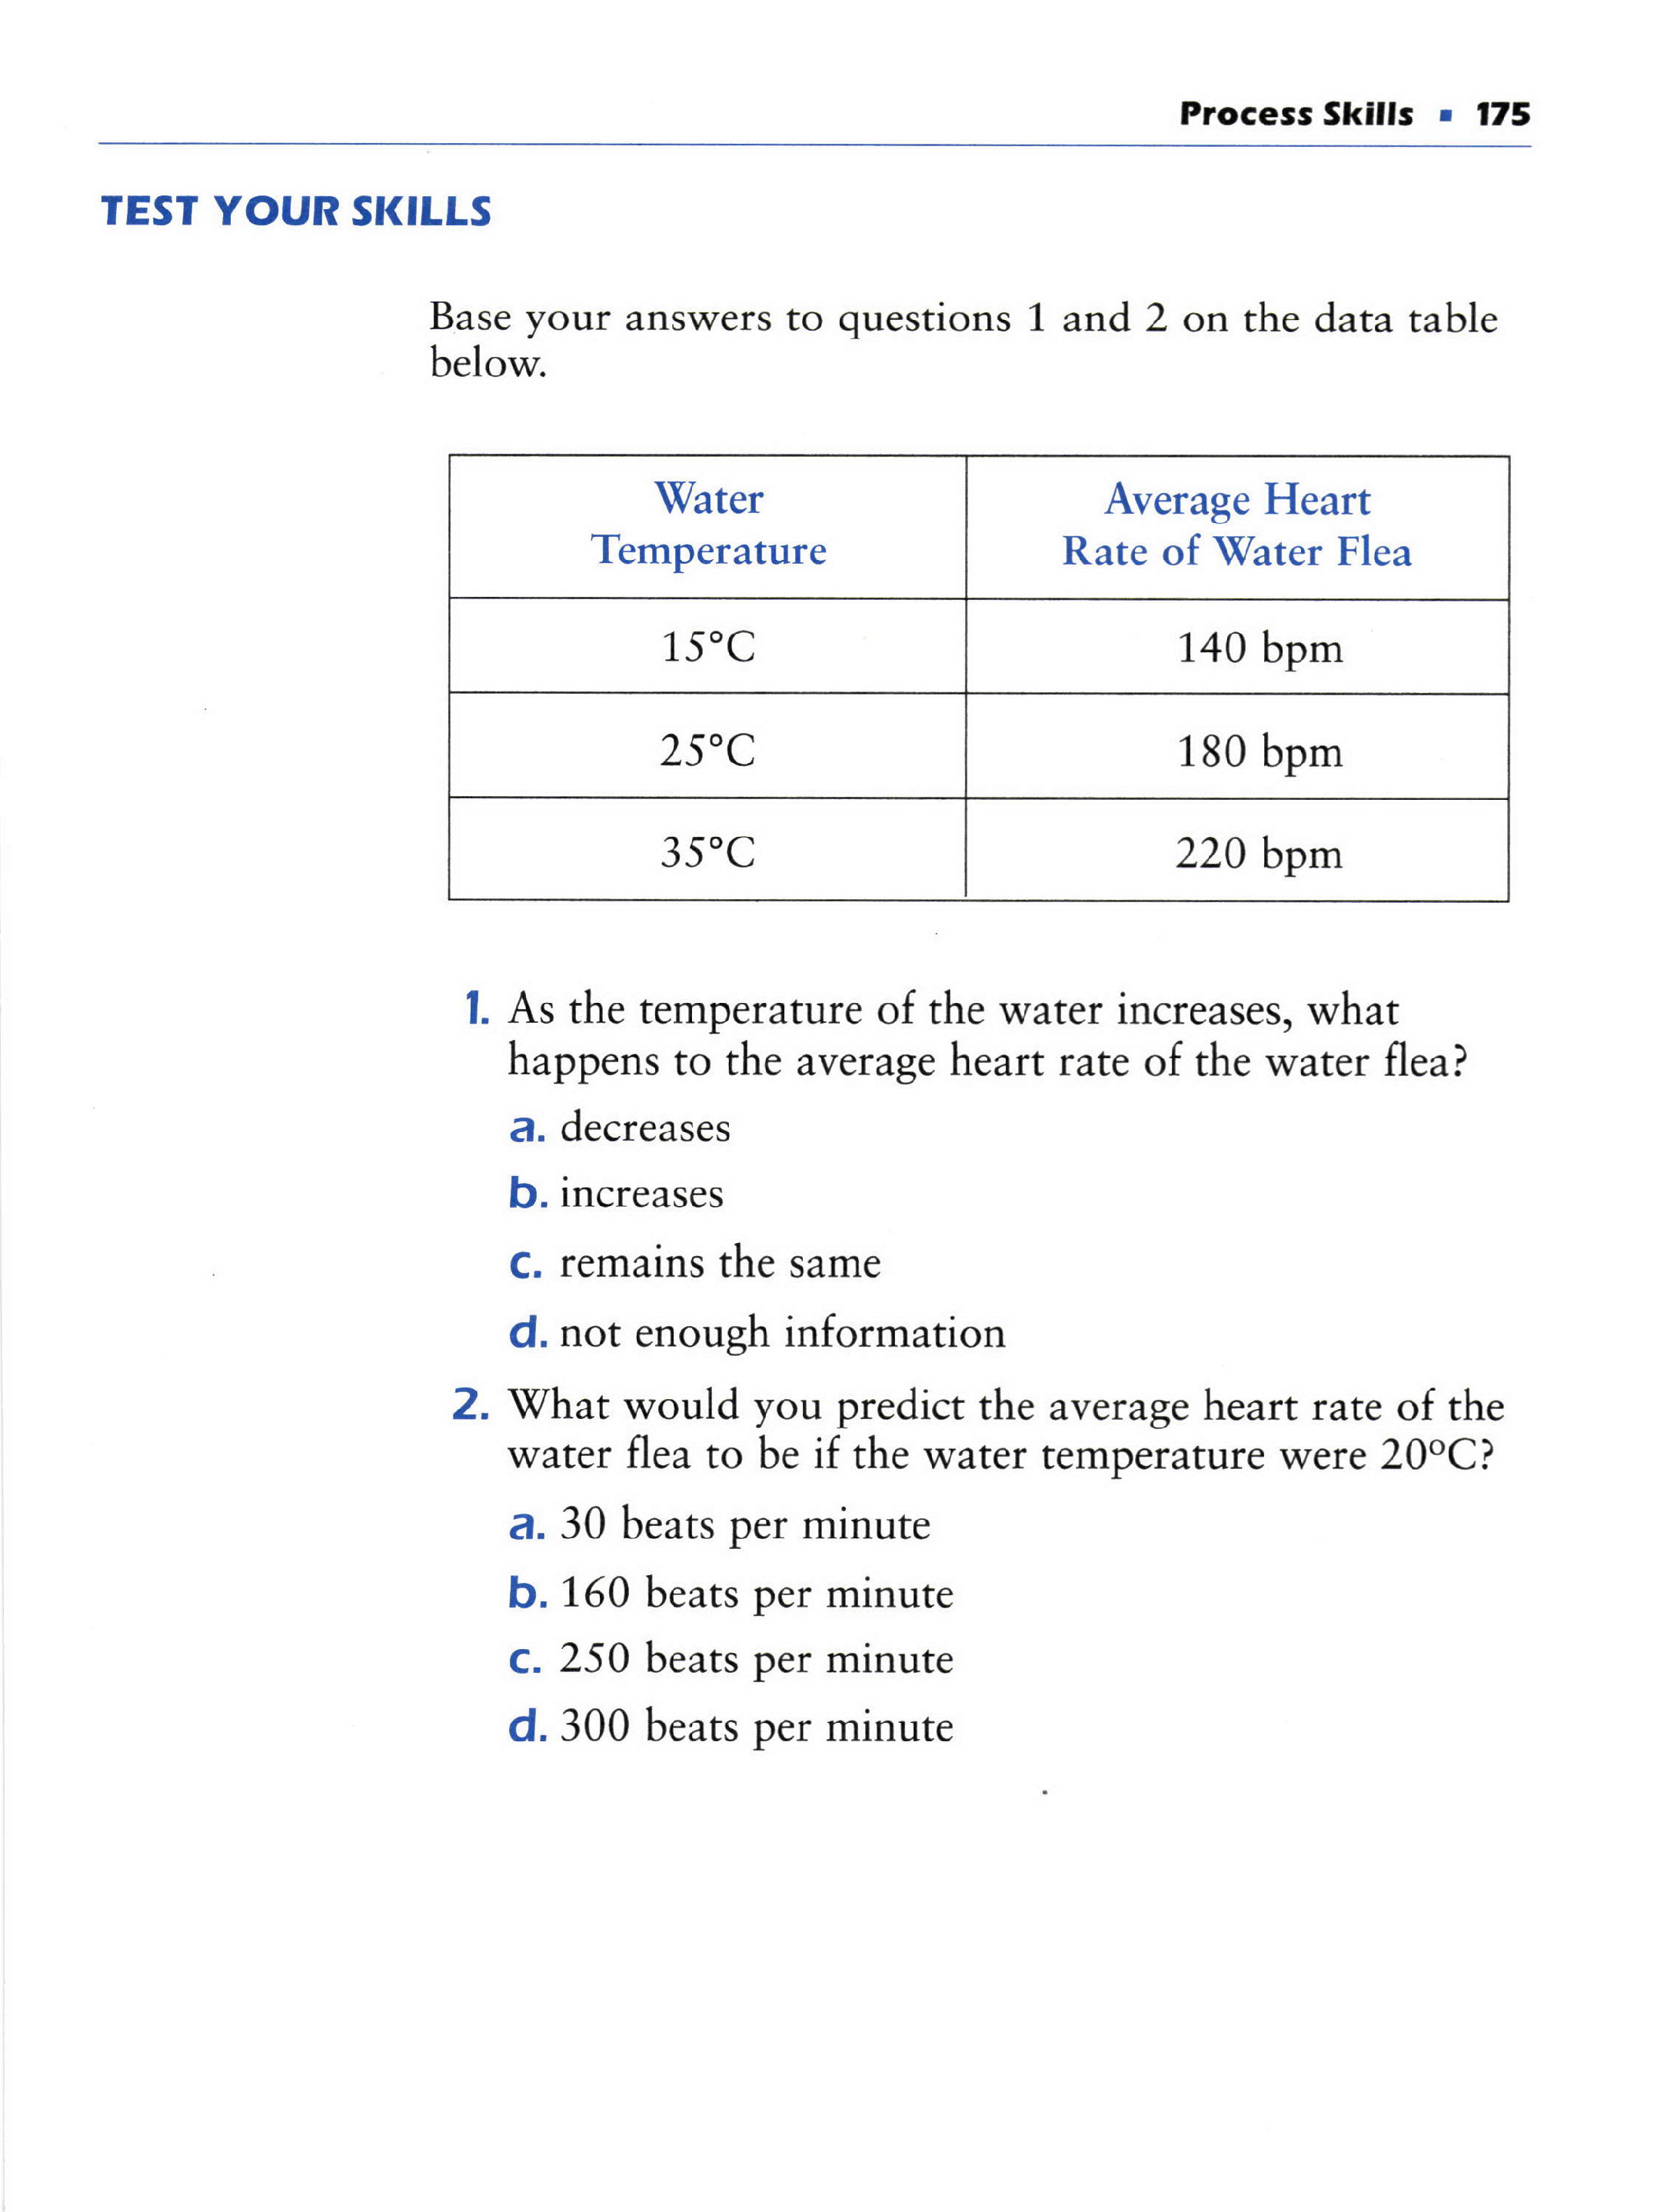 Process Skills ▪ 175
TEST YOUR SKILLS
Base your answers to questions 1 and 2 on the data table
below.
Water
Temperature
Average Heart
Rate of Water Flea
15°C
140 bpm
25°C
180 bpm
35°C
220 bpm
1. As the temperature of the water increases, what
happens to the average heart rate of the water flea?
a. decreases
b. increases
c. remains the same
d. not enough information
2. What would you predict the average heart rate of the
water flea to be if the water temperature were 20°C?
a. 30 beats per minute
b. 160 beats per minute
c. 250 beats per minute
d. 300 beats per minute